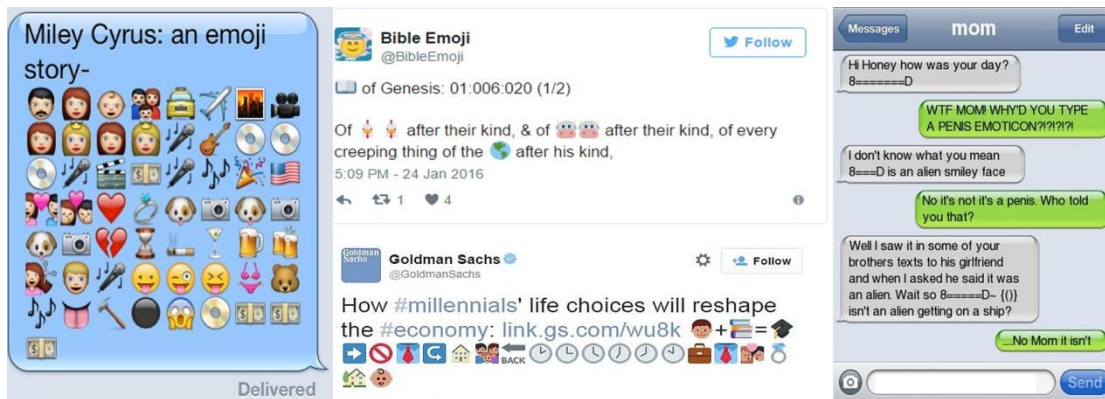 Miley Cyrus: an emoji
story-
Delivered
Bible Emoji
@BibleEmoji
Follow
of Genesis: 01:006:020 (1/2)
Of after their kind, & of after their kind, of every
creeping thing of the after his kind,
5:09 PM - 24 Jan 2016
1 4
Goldman
Sachs
Goldman Sachs
@GoldmanSachs
Follow
How #millennials' life choices will reshape
the #economy: link.gs.com/wu8k + =
BACK
Messages
mom
Edit
Hi Honey how was your day?
8=======D
WTF MOM! WHY'D YOU TYPE
A PENIS EMOTICON?!?!?!?!
I don't know what you mean
8===D is an alien smiley face
No it's not it's a penis. Who told
you that?
Well I saw it in some of your
brothers texts to his girlfriend
and when I asked he said it was
an alien. Wait so 8=====D~ {()}
isn't an alien getting on a ship?
....No Mom it isn't
Send